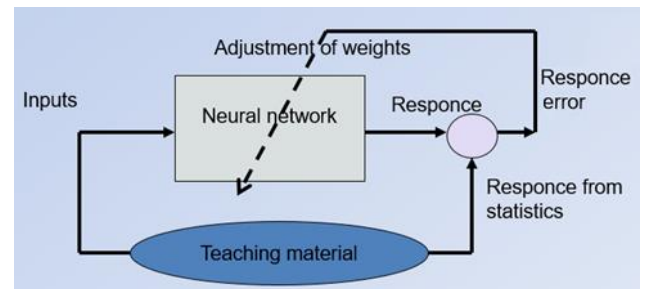 Adjustment of weights
Inputs
Neural network
Responce
Responce
error
Responce from
statistics
Teaching material